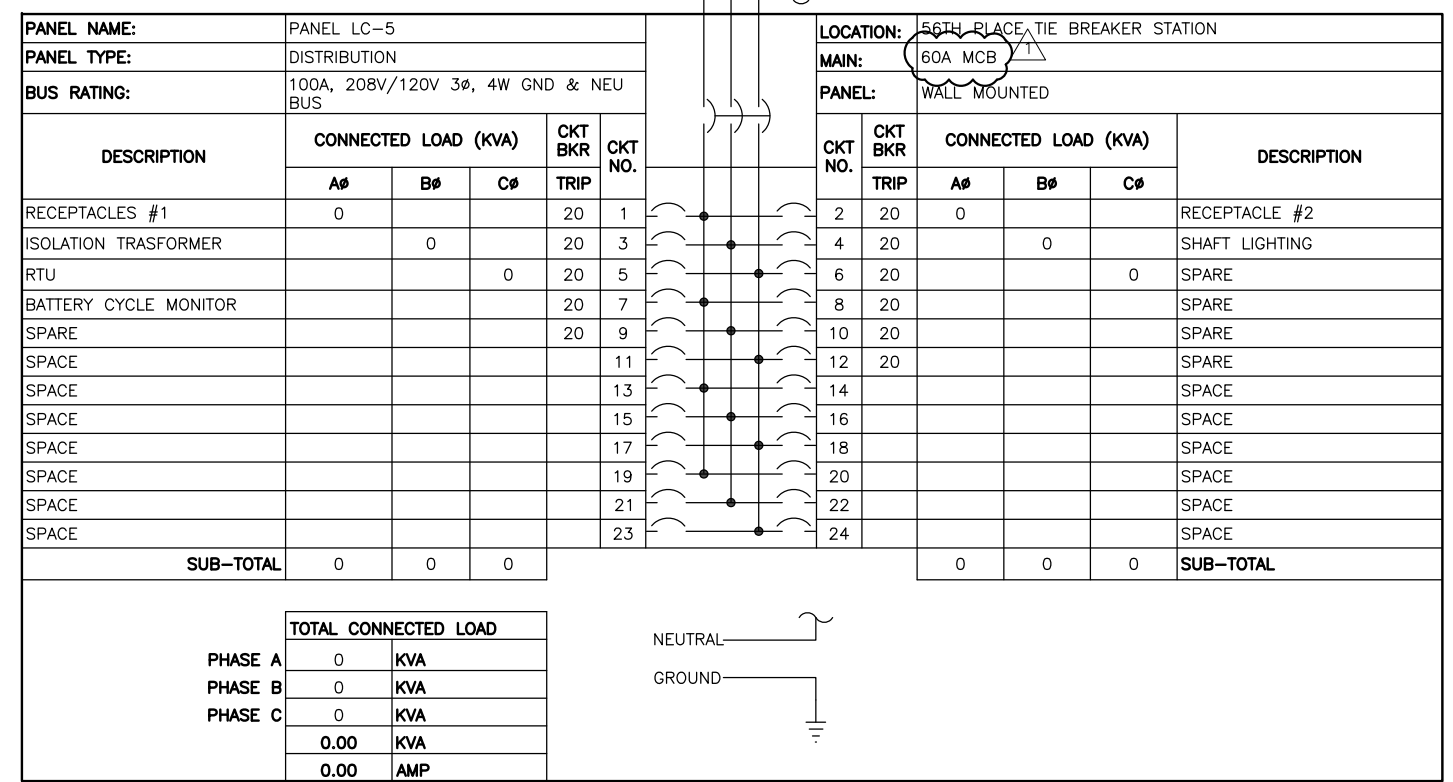 PANEL NAME: PANEL LC-5 LOCATION: 56TH PLACE TIE BREAKER STATION
PANEL TYPE: DISTRIBUTION MAIN: 60A MCB 1
BUS RATING: 100A, 208V/120V 3ø, 4W GND & NEU
BUS
PANEL: WALL MOUNTED
DESCRIPTION CONNECTED LOAD (KVA) CKT BKR CKT NO. CKT NO. CKT BKR CONNECTED LOAD (KVA) DESCRIPTION
Aø Bø Cø TRIP TRIP Aø Bø Cø
RECEPTACLES #1 0 20 1 2 20 0 RECEPTACLE #2
ISOLATION TRASFORMER 0 20 3 4 20 0 SHAFT LIGHTING
RTU 0 20 5 6 20 0 SPARE
BATTERY CYCLE MONITOR 20 7 8 20 SPARE
SPARE 20 9 10 20 SPARE
SPACE 11 12 20 SPARE
SPACE 13 14 SPACE
SPACE 15 16 SPACE
SPACE 17 18 SPACE
SPACE 19 20 SPACE
SPACE 21 22 SPACE
SPACE 23 24 SPACE
SUB-TOTAL 0 0 0 0 0 0 SUB-TOTAL
TOTAL CONNECTED LOAD
PHASE A 0 KVA
PHASE B 0 KVA
PHASE C 0 KVA
0.00 KVA
0.00 AMP
NEUTRAL
GROUND